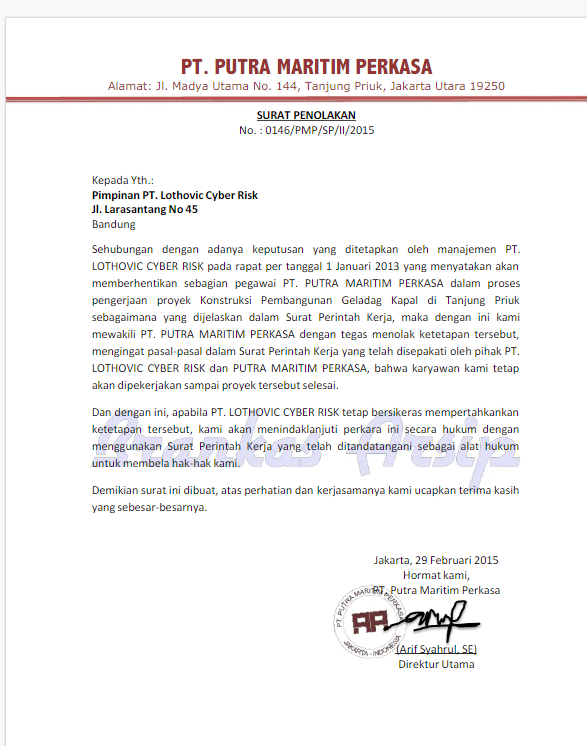 PT. PUTRA MARITIM PERKASA
Alamat: Jl. Madya Utama No. 144, Tanjung Priuk, Jakarta Utara 19250
SURAT PENOLAKAN
No. : 0146/PMP/SP/II/2015
Kepada Yth.:
Pimpinan PT. Lothovic Cyber Risk
Jl. Larasantang No 45
Bandung
Sehubungan dengan adanya keputusan yang ditetapkan oleh manajemen PT.
LOTHOVIC CYBER RISK pada rapat per tanggal 1 Januari 2013 yang menyatakan akan
memberhentikan sebagian pegawai PT. PUTRA MARITIM PERKASA dalam proses
pengerjaan proyek Konstruksi Pembangunan Geladag Kapal di Tanjung Priuk
sebagaimana yang dijelaskan dalam Surat Perintah Kerja, maka dengan ini kami
mewakili PT. PUTRA MARITIM PERKASA dengan tegas menolak ketetapan tersebut,
mengingat pasal-pasal dalam Surat Perintah Kerja yang telah disepakati oleh pihak PT.
LOTHOVIC CYBER RISK dan PUTRA MARITIM PERKASA, bahwa karyawan kami tetap
akan dipekerjakan sampai proyek tersebut selesai.
Dan dengan ini, apabila PT. LOTHOVIC CYBER RISK tetap bersikeras mempertahkankan
ketetapan tersebut, kami akan menindaklanjuti perkara ini secara hukum dengan
menggunakan Surat Perintah Kerja yang telah ditandatangani sebagai alat hukum
untuk membela hak-hak kami.
Brankas Arsip
Demikian surat ini dibuat, atas perhatian dan kerjasamanya kami ucapkan terima kasih
yang sebesar-besarnya.
Jakarta, 29 Februari 2015
Hormat kami,
PT. Putra Maritim Perkasa
PT. PUTRA MARITIM PERKASA
JAKARTA - INDONESIA
(Arif Syahrul, SE)
Direktur Utama